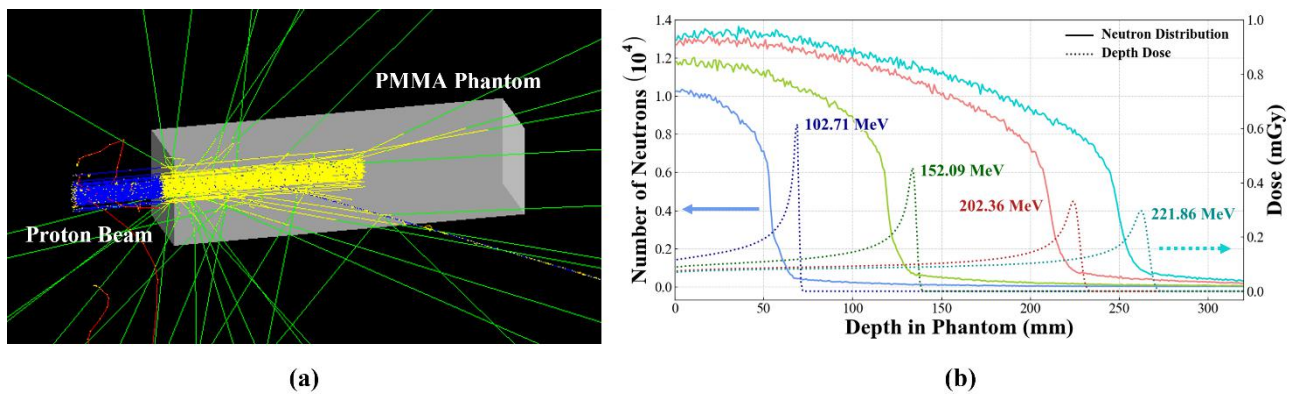 PMMA Phantom
Proton Beam
(a)
Number of Neutrons (10⁴)
1.4
1.2
1.0
0.8
0.6
0.4
0.2
0.0
Neutron Distribution
Depth Dose
102.71 MeV
152.09 MeV
202.36 MeV
221.86 MeV
1.0
0.8
0.6
0.4
0.2
0.0
Dose (mGy)
0 50 100 150 200 250 300
Depth in Phantom (mm)
(b)